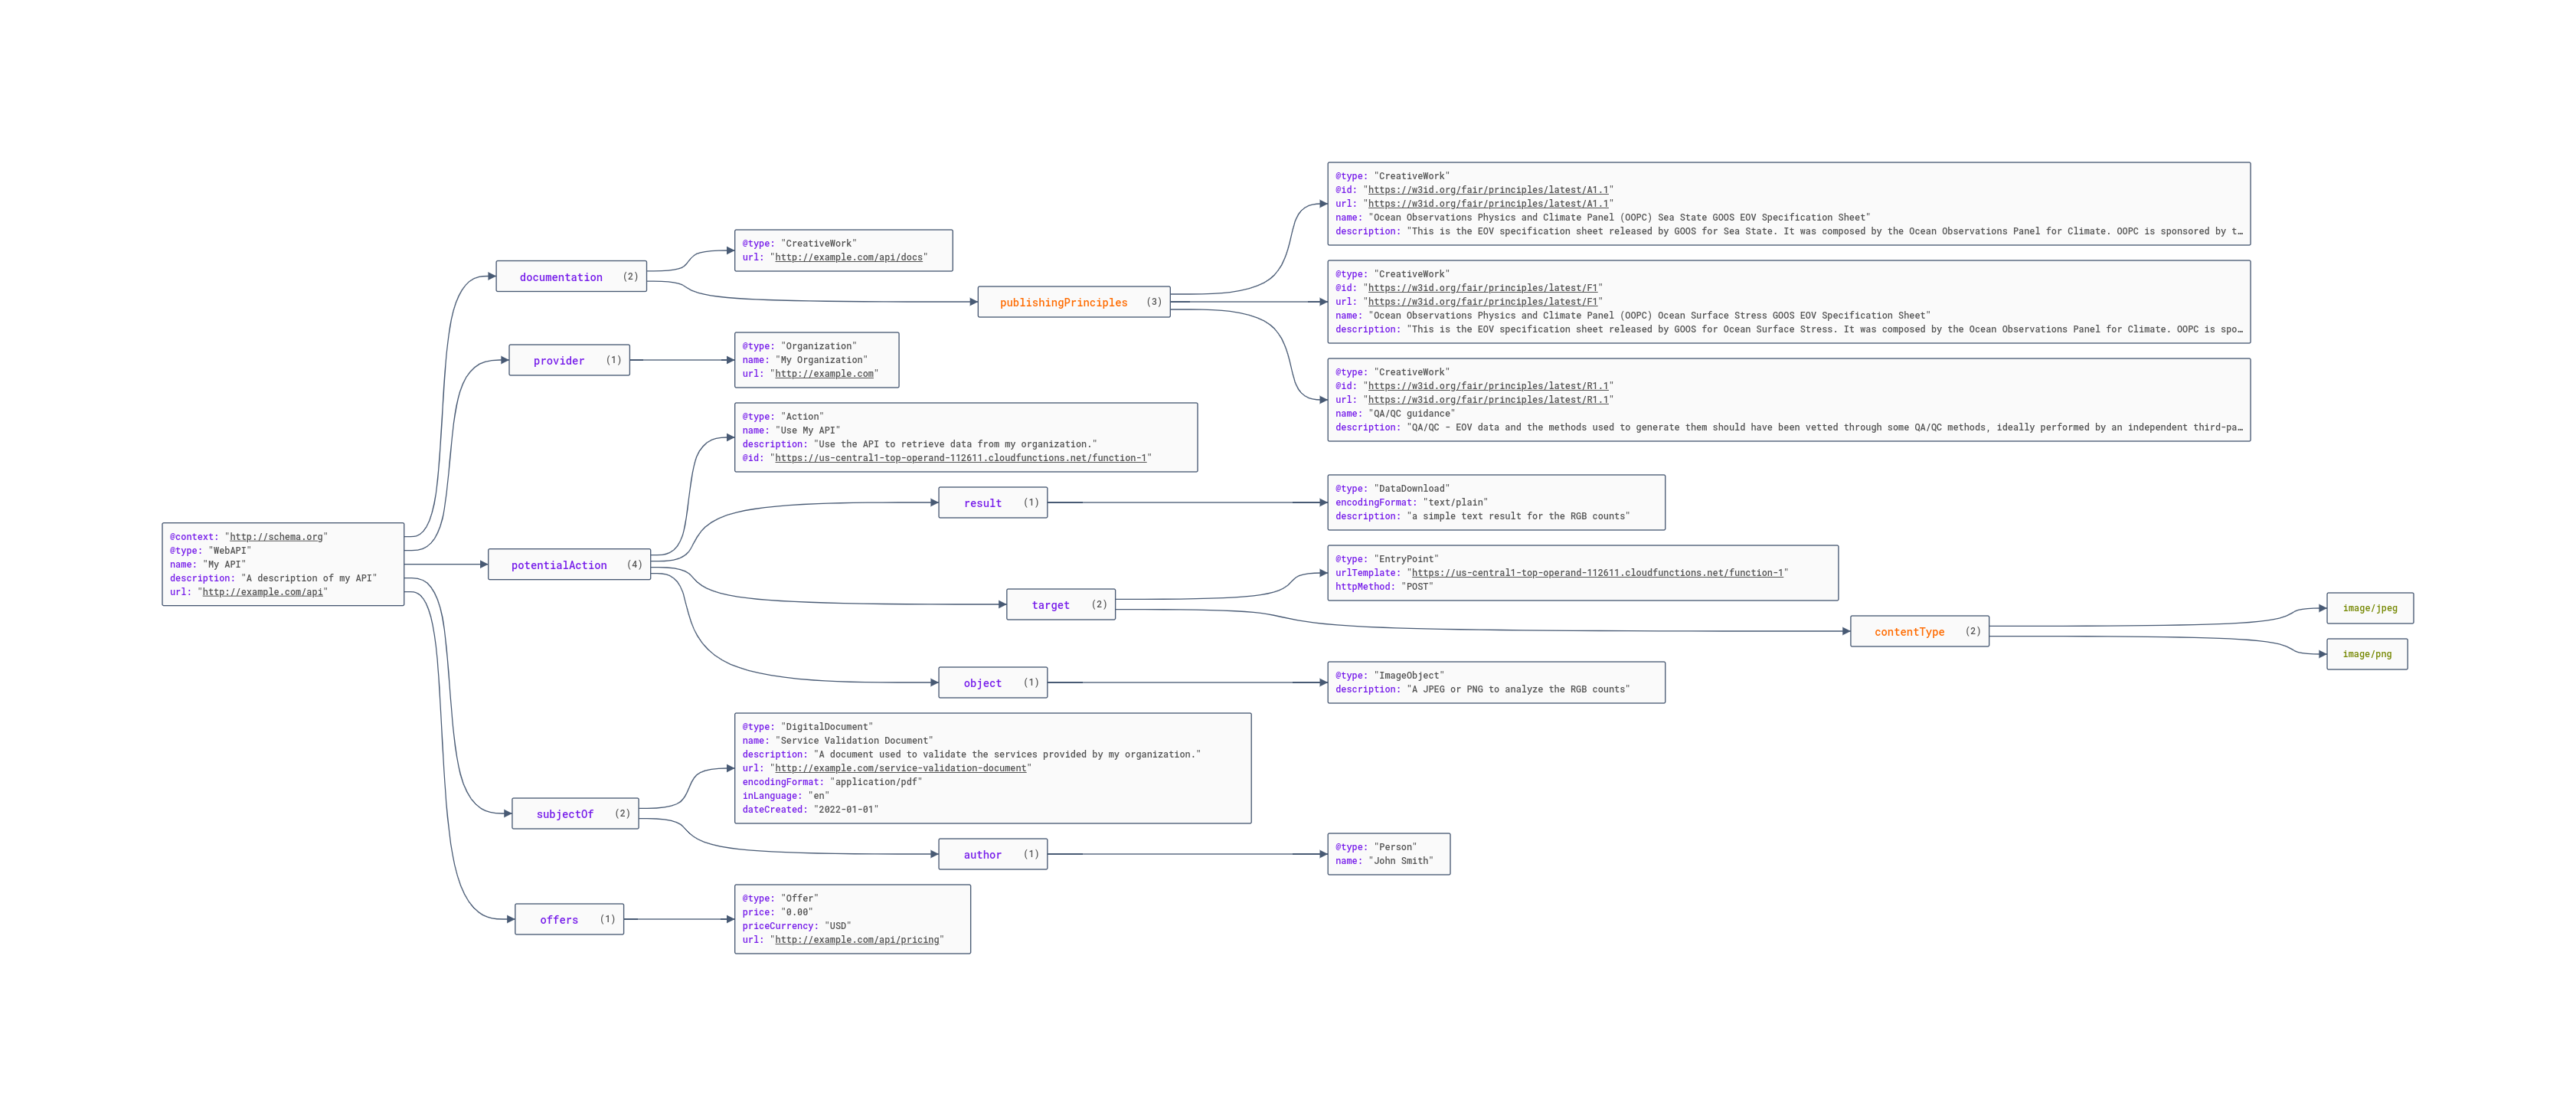 @context: "http://schema.org"
@type: "WebAPI"
name: "My API"
description: "A description of my API"
url: "http://example.com/api"
documentation (2)
@type: "CreativeWork"
url: "http://example.com/api/docs"
publishingPrinciples (3)
@type: "CreativeWork"
@id: "https://w3id.org/fair/principles/latest/A1.1"
url: "https://w3id.org/fair/principles/latest/A1.1"
name: "Ocean Observations Physics and Climate Panel (OOPC) Sea State GOOS EOV Specification Sheet"
description: "This is the EOV specification sheet released by GOOS for Sea State. It was composed by the Ocean Observations Panel for Climate. OOPC is sponsored by t…
@type: "CreativeWork"
@id: "https://w3id.org/fair/principles/latest/F1"
url: "https://w3id.org/fair/principles/latest/F1"
name: "Ocean Observations Physics and Climate Panel (OOPC) Ocean Surface Stress GOOS EOV Specification Sheet"
description: "This is the EOV specification sheet released by GOOS for Ocean Surface Stress. It was composed by the Ocean Observations Panel for Climate. OOPC is spo…
@type: "CreativeWork"
@id: "https://w3id.org/fair/principles/latest/R1.1"
url: "https://w3id.org/fair/principles/latest/R1.1"
name: "QA/QC guidance"
description: "QA/QC - EOV data and the methods used to generate them should have been vetted through some QA/QC methods, ideally performed by an independent third-pa…
provider (1)
@type: "Organization"
name: "My Organization"
url: "http://example.com"
potentialAction (4)
@type: "Action"
name: "Use My API"
description: "Use the API to retrieve data from my organization."
@id: "https://us-central1-top-operand-112611.cloudfunctions.net/function-1"
result (1)
@type: "DataDownload"
encodingFormat: "text/plain"
description: "a simple text result for the RGB counts"
target (2)
@type: "EntryPoint"
urlTemplate: "https://us-central1-top-operand-112611.cloudfunctions.net/function-1"
httpMethod: "POST"
contentType (2)
image/jpeg
image/png
object (1)
@type: "ImageObject"
description: "A JPEG or PNG to analyze the RGB counts"
subjectOf (2)
@type: "DigitalDocument"
name: "Service Validation Document"
description: "A document used to validate the services provided by my organization."
url: "http://example.com/service-validation-document"
encodingFormat: "application/pdf"
inLanguage: "en"
dateCreated: "2022-01-01"
author (1)
@type: "Person"
name: "John Smith"
offers (1)
@type: "Offer"
price: "0.00"
priceCurrency: "USD"
url: "http://example.com/api/pricing"